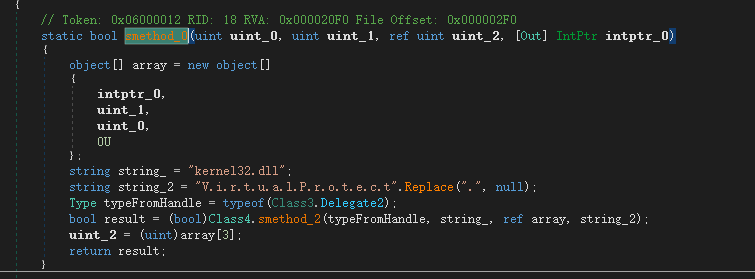 {
// Token: 0x06000012 RID: 18 RVA: 0x000020F0 File Offset: 0x000002F0
static bool smethod_0(uint uint_0, uint uint_1, ref uint uint_2, [Out] IntPtr intptr_0)
{
object[] array = new object[]
{
intptr_0,
uint_1,
uint_0,
0U
};
string string_ = "kernel32.dll";
string string_2 = "V.i.r.t.u.a.l.P.r.o.t.e.c.t".Replace(".", null);
Type typeFromHandle = typeof(Class3.Delegate2);
bool result = (bool)Class4.smethod_2(typeFromHandle, string_, ref array, string_2);
uint_2 = (uint)array[3];
return result;
}